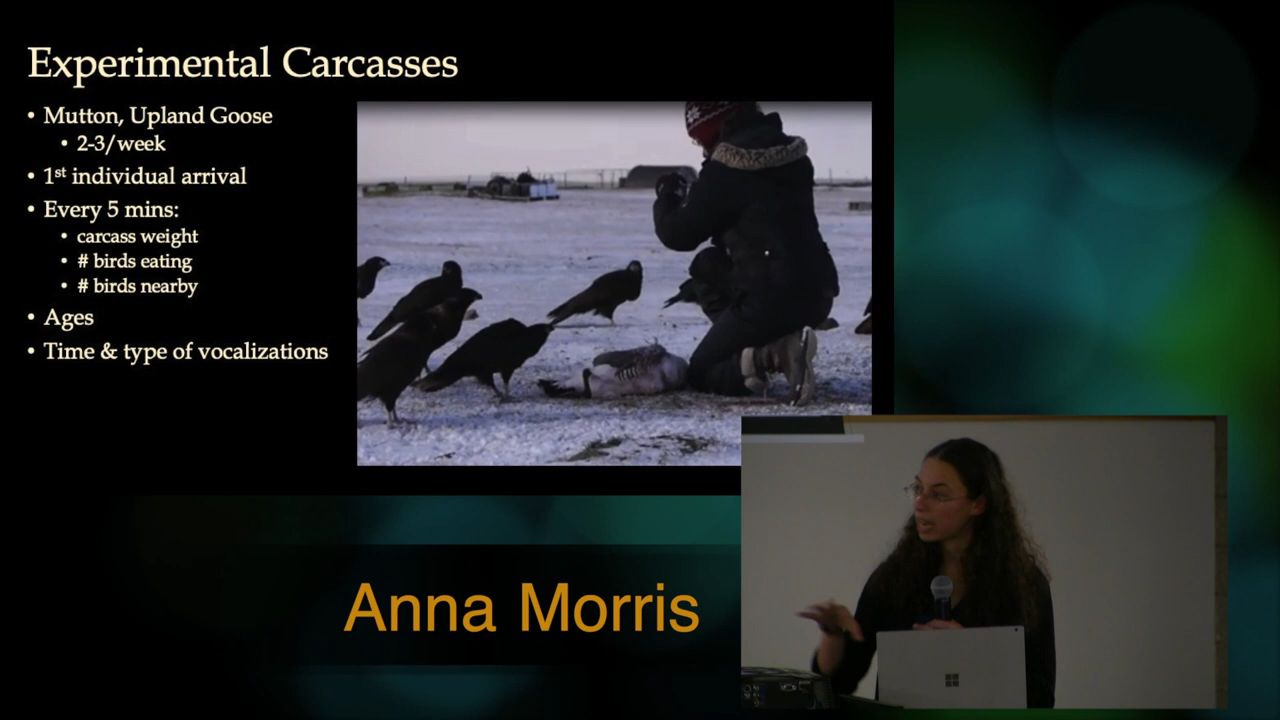 Experimental Carcasses
• Mutton, Upland Goose
• 2-3/week
• 1st individual arrival
• Every 5 mins:
• carcass weight
• # birds eating
• # birds nearby
• Ages
• Time & type of vocalizations
Anna Morris